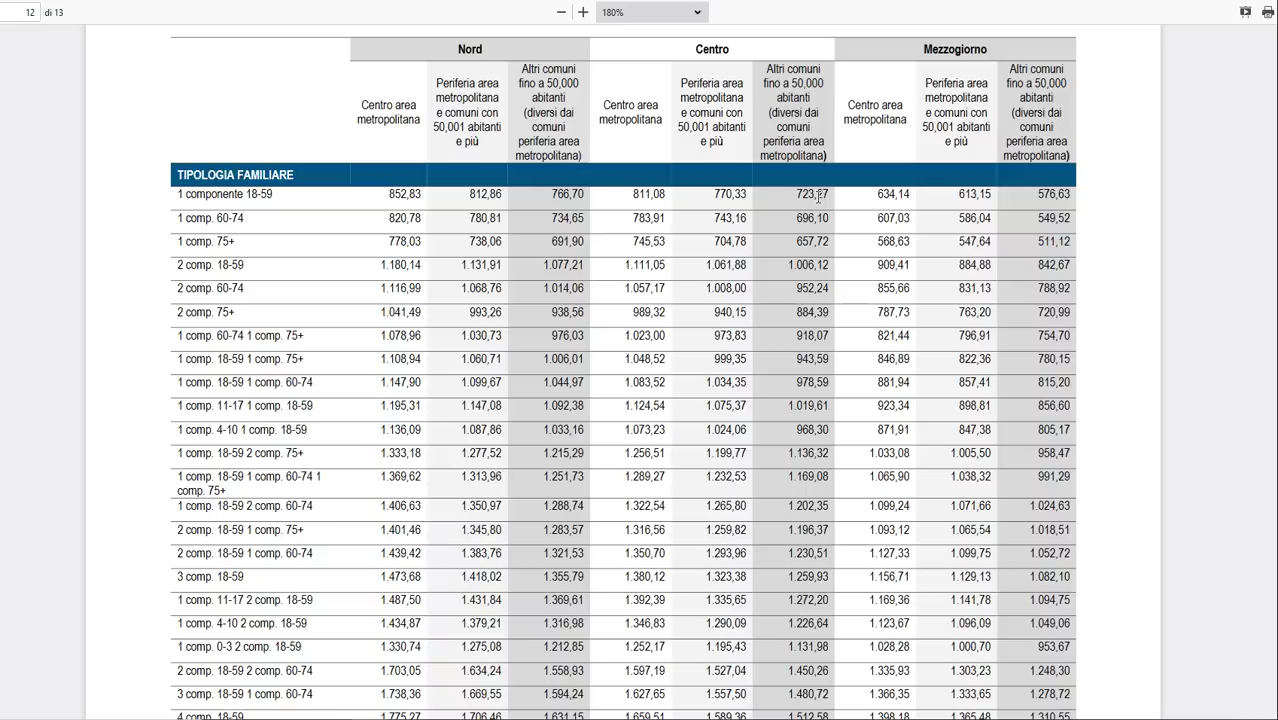 12 di 13 180%
Nord Centro Mezzogiorno
Centro area metropolitana
Periferia area metropolitana e comuni con 50,001 abitanti e più
Altri comuni fino a 50,000 abitanti (diversi dai comuni periferia area metropolitana)
Centro area metropolitana
Periferia area metropolitana e comuni con 50,001 abitanti e più
Altri comuni fino a 50,000 abitanti (diversi dai comuni periferia area metropolitana)
Centro area metropolitana
Periferia area metropolitana e comuni con 50,001 abitanti e più
Altri comuni fino a 50,000 abitanti (diversi dai comuni periferia area metropolitana)
TIPOLOGIA FAMILIARE
1 componente 18-59 852,83 812,86 766,70 811,08 770,33 634,14 613,15 576,63
1 comp. 60-74 820,78 780,81 734,65 783,91 743,16 696,10 607,03 586,04 549,52
1 comp. 75+ 778,03 738,06 691,90 745,53 704,78 657,72 568,63 547,64 511,12
2 comp. 18-59 1.180,14 1.131,91 1.077,21 1.111,05 1.061,88 1.006,12 909,41 884,88 842,67
2 comp. 60-74 1.116,99 1.068,76 1.014,06 1.057,17 1.008,00 952,24 855,66 831,13 788,92
2 comp. 75+ 1.041,49 993,26 938,56 989,32 940,15 884,39 787,73 763,20 720,99
1 comp. 60-74 1 comp. 75+ 1.078,96 1.030,73 976,03 1.023,00 973,83 918,07 821,44 796,91 754,70
1 comp. 18-59 1 comp. 75+ 1.108,94 1.060,71 1.006,01 1.048,52 999,35 943,59 846,89 822,36 780,15
1 comp. 18-59 1 comp. 60-74 1.147,90 1.099,67 1.044,97 1.083,52 1.034,35 978,59 881,94 857,41 815,20
1 comp. 11-17 1 comp. 18-59 1.195,31 1.147,08 1.092,38 1.124,54 1.075,37 1.019,61 923,34 898,81 856,60
1 comp. 4-10 1 comp. 18-59 1.136,09 1.087,86 1.033,16 1.073,23 1.024,06 968,30 871,91 847,38 805,17
1 comp. 18-59 2 comp. 75+ 1.333,18 1.277,52 1.215,29 1.256,51 1.199,77 1.136,32 1.033,08 1.005,50 958,47
1 comp. 18-59 1 comp. 60-74 1 comp. 75+ 1.369,62 1.313,96 1.251,73 1.289,27 1.232,53 1.169,08 1.065,90 1.038,32 991,29
1 comp. 18-59 2 comp. 60-74 1.406,63 1.350,97 1.288,74 1.322,54 1.265,80 1.202,35 1.099,24 1.071,66 1.024,63
2 comp. 18-59 1 comp. 75+ 1.401,46 1.345,80 1.283,57 1.316,56 1.259,82 1.196,37 1.093,12 1.065,54 1.018,51
2 comp. 18-59 1 comp. 60-74 1.439,42 1.383,76 1.321,53 1.350,70 1.293,96 1.230,51 1.127,33 1.099,75 1.052,72
3 comp. 18-59 1.473,68 1.418,02 1.355,79 1.380,12 1.323,38 1.259,93 1.156,71 1.129,13 1.082,10
1 comp. 11-17 2 comp. 18-59 1.487,50 1.431,84 1.369,61 1.392,39 1.335,65 1.272,20 1.169,36 1.141,78 1.094,75
1 comp. 4-10 2 comp. 18-59 1.434,87 1.379,21 1.316,98 1.346,83 1.290,09 1.226,64 1.123,67 1.096,09 1.049,06
1 comp. 0-3 2 comp. 18-59 1.330,74 1.275,08 1.212,85 1.252,17 1.195,43 1.131,98 1.028,28 1.000,70 953,67
2 comp. 18-59 2 comp. 60-74 1.703,05 1.634,24 1.558,93 1.597,19 1.527,04 1.450,26 1.335,93 1.303,23 1.248,30
3 comp. 18-59 1 comp. 60-74 1.738,36 1.669,55 1.594,24 1.627,65 1.557,50 1.480,72 1.366,35 1.333,65 1.278,72
4 comp. 18-59 1.775,27 1.706,46 1.631,15 1.659,51 1.589,36 1.512,58 1.398,18 1.365,48 1.310,55